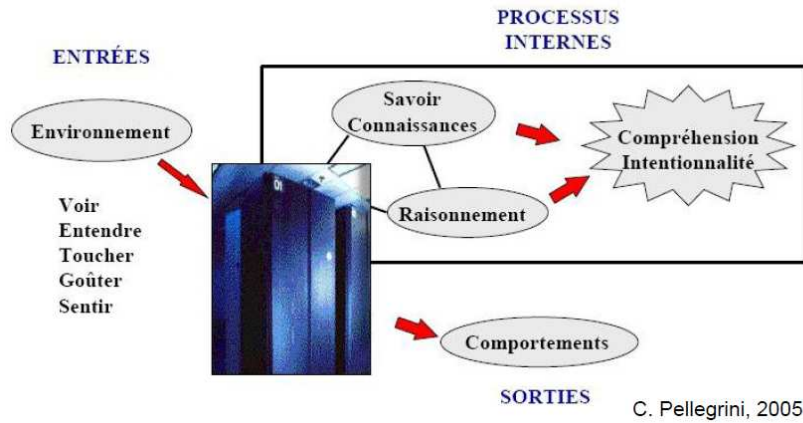 PROCESSUS
INTERNES
ENTRÉES
Environnement
Savoir
Connaissances
Compréhension
Intentionnalité
Raisonnement
Voir
Entendre
Toucher
Goûter
Sentir
Comportements
SORTIES
C. Pellegrini, 2005